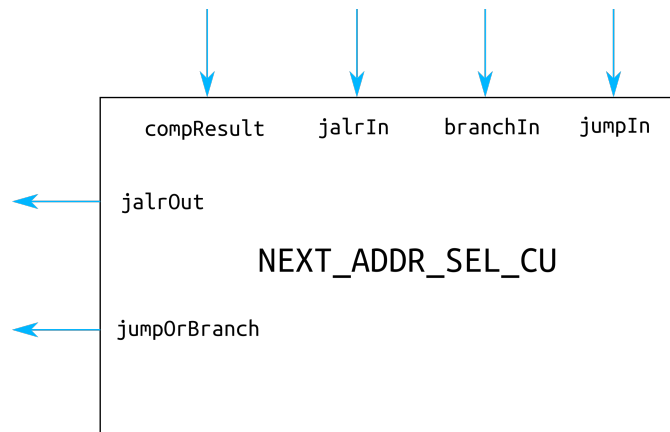 compResult jalrIn branchIn jumpIn
jalrOut
NEXT_ADDR_SEL_CU
jumpOrBranch